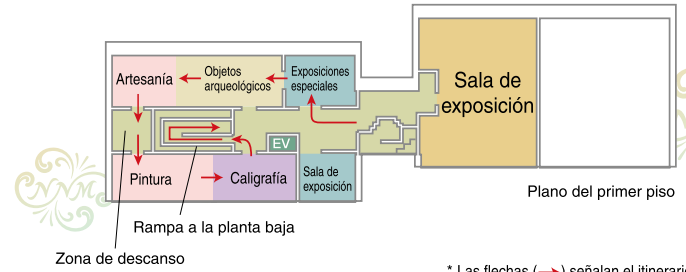 Artesanía
Objetos
arqueológicos
Exposiciones
especiales
Sala de
exposición
EV
Pintura
Caligrafía
Sala de
exposición
Plano del primer piso
Rampa a la planta baja
Zona de descanso
* Las flechas (→) señalan el itinerario